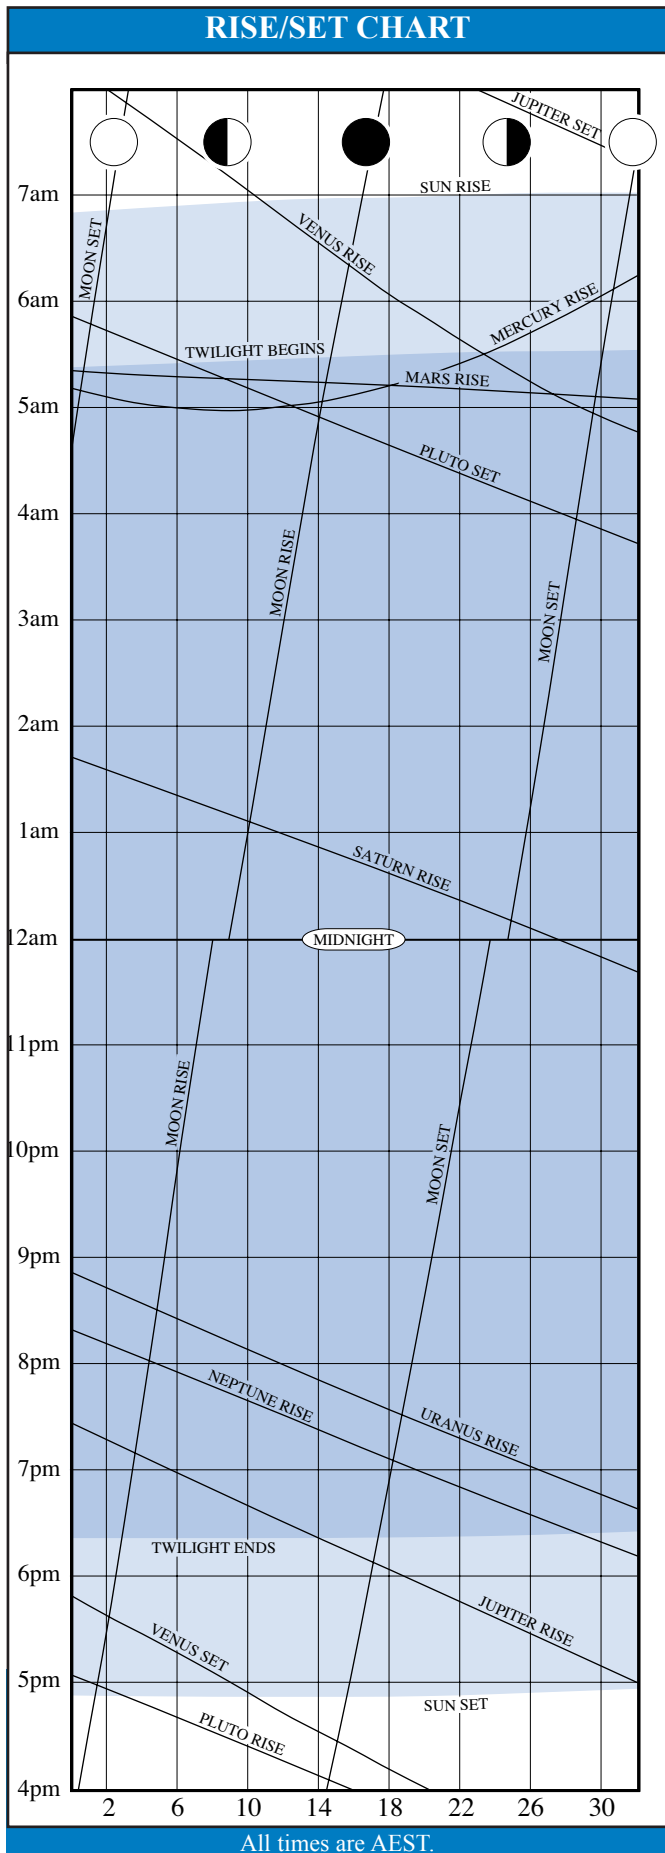 RISE/SET CHART
JUPITER SET
7am
SUN RISE
MOON SET
VENUS RISE
6am
MERCURY RISE
TWILIGHT BEGINS
MARS RISE
5am
PLUTO SET
4am
MOON RISE
3am
MOON SET
2am
1am
SATURN RISE
12am
MIDNIGHT
11pm
MOON RISE
10pm
MOON SET
9pm
8pm
NEPTUNE RISE
URANUS RISE
7pm
TWILIGHT ENDS
6pm
JUPITER RISE
VENUS SET
5pm
SUN SET
PLUTO RISE
4pm
2 6 10 14 18 22 26 30
All times are AEST.